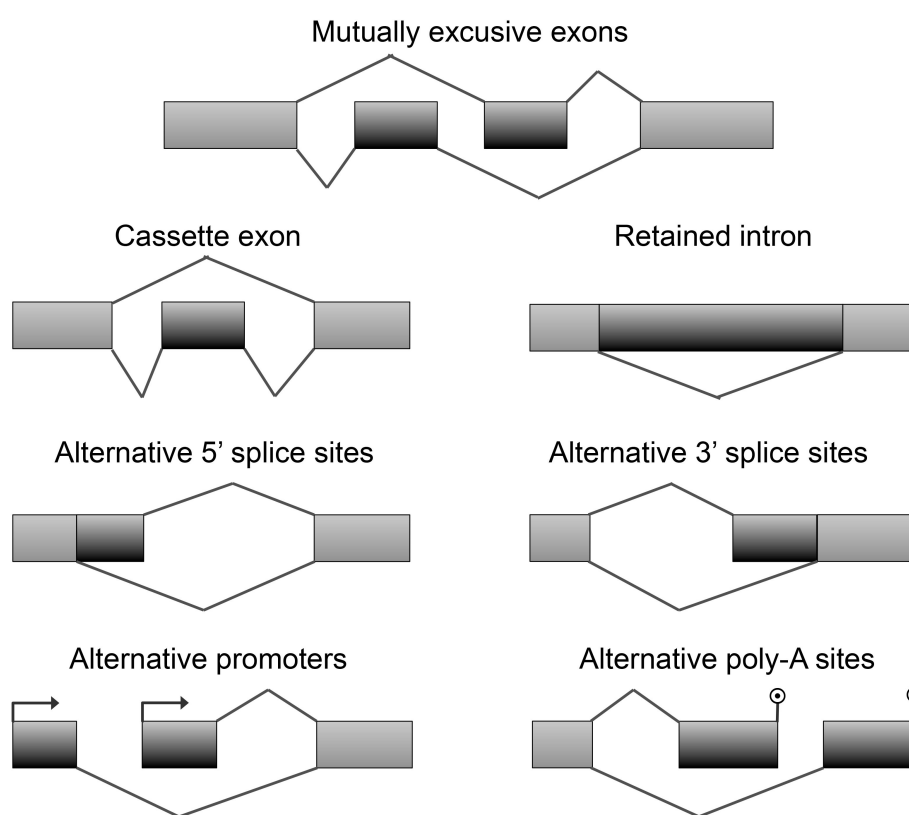 Mutually excusive exons
Cassette exon
Retained intron
Alternative 5’ splice sites
Alternative 3’ splice sites
Alternative promoters
Alternative poly-A sites